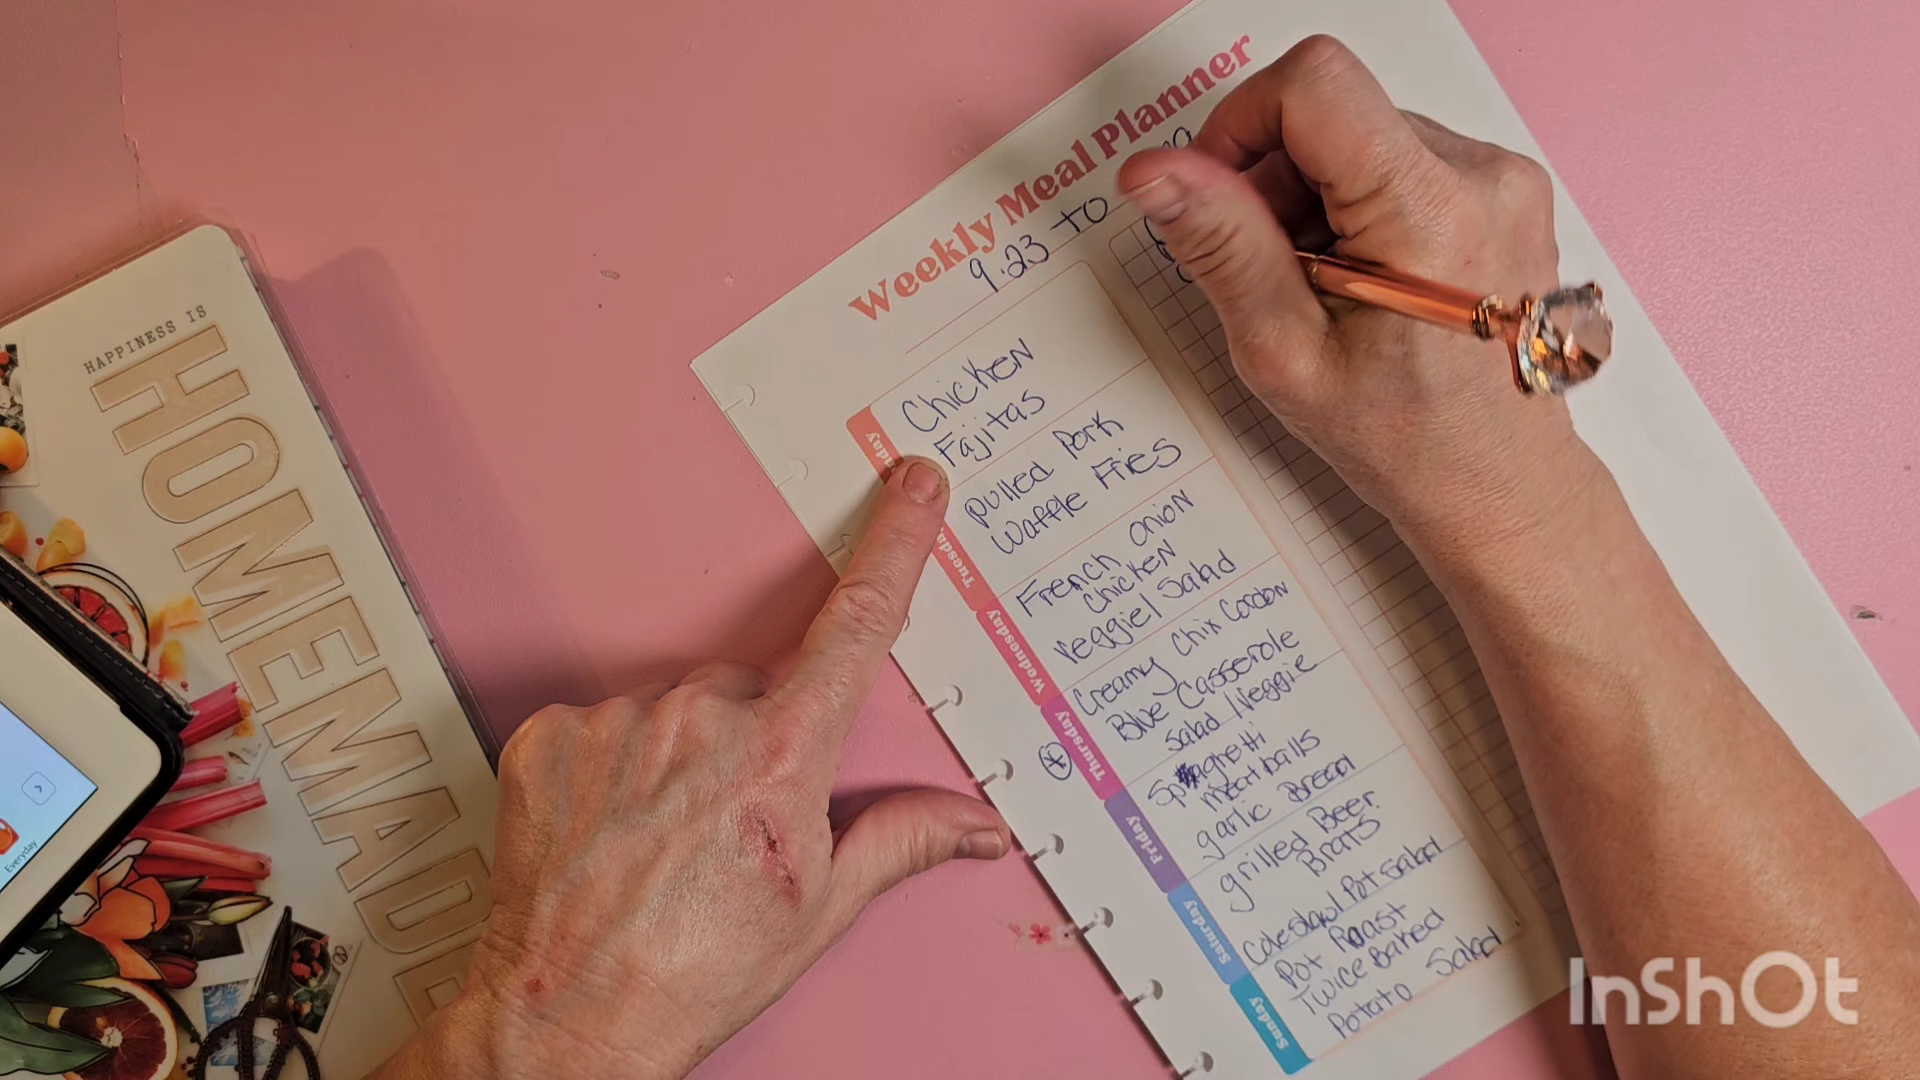 Weekly Meal Planner
9.23 to
Chicken
Fajitas
Tuesday
pulled Pork
Waffle Fries
Wednesday
French onion
Chicken
veggie/ Salad
Thursday
Creamy Chix Cordon
Blue Casserole
Salad/Veggie
Friday
Spaghetti
meatballs
garlic Bread
Saturday
grilled Beer
Brats
Coleslaw/Pot salad
Sunday
Pot Roast
Twice Baked
Potato Salad
HAPPINESS IS
HOMEMADE
Everyday
InShOt